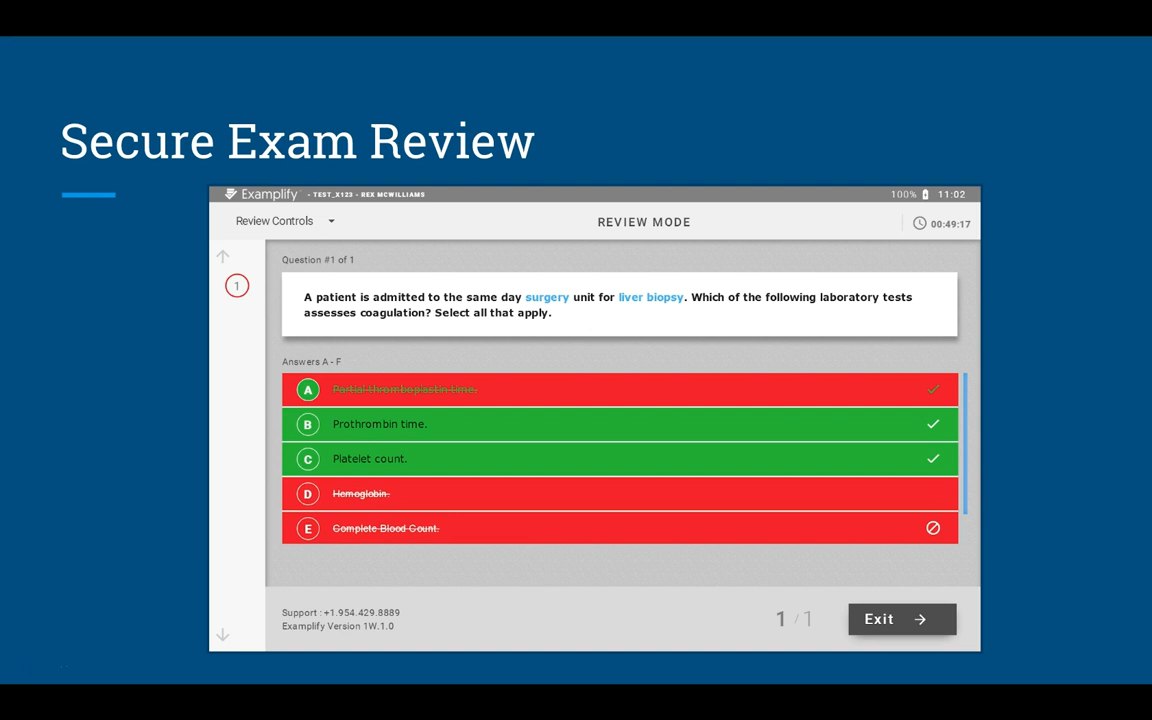 Secure Exam Review
Examplify - TEST_X123 - REX MCWILLIAMS
100% 11:02
Review Controls
REVIEW MODE
00:49:17
Question #1 of 1
1
A patient is admitted to the same day surgery unit for liver biopsy. Which of the following laboratory tests
assesses coagulation? Select all that apply.
Answers A - F
A Partial thromboplastin time.
B Prothrombin time.
C Platelet count.
D Hemoglobin.
E Complete Blood Count.
Support : +1.954.429.8889
Examplify Version 1W.1.0
1 / 1
Exit